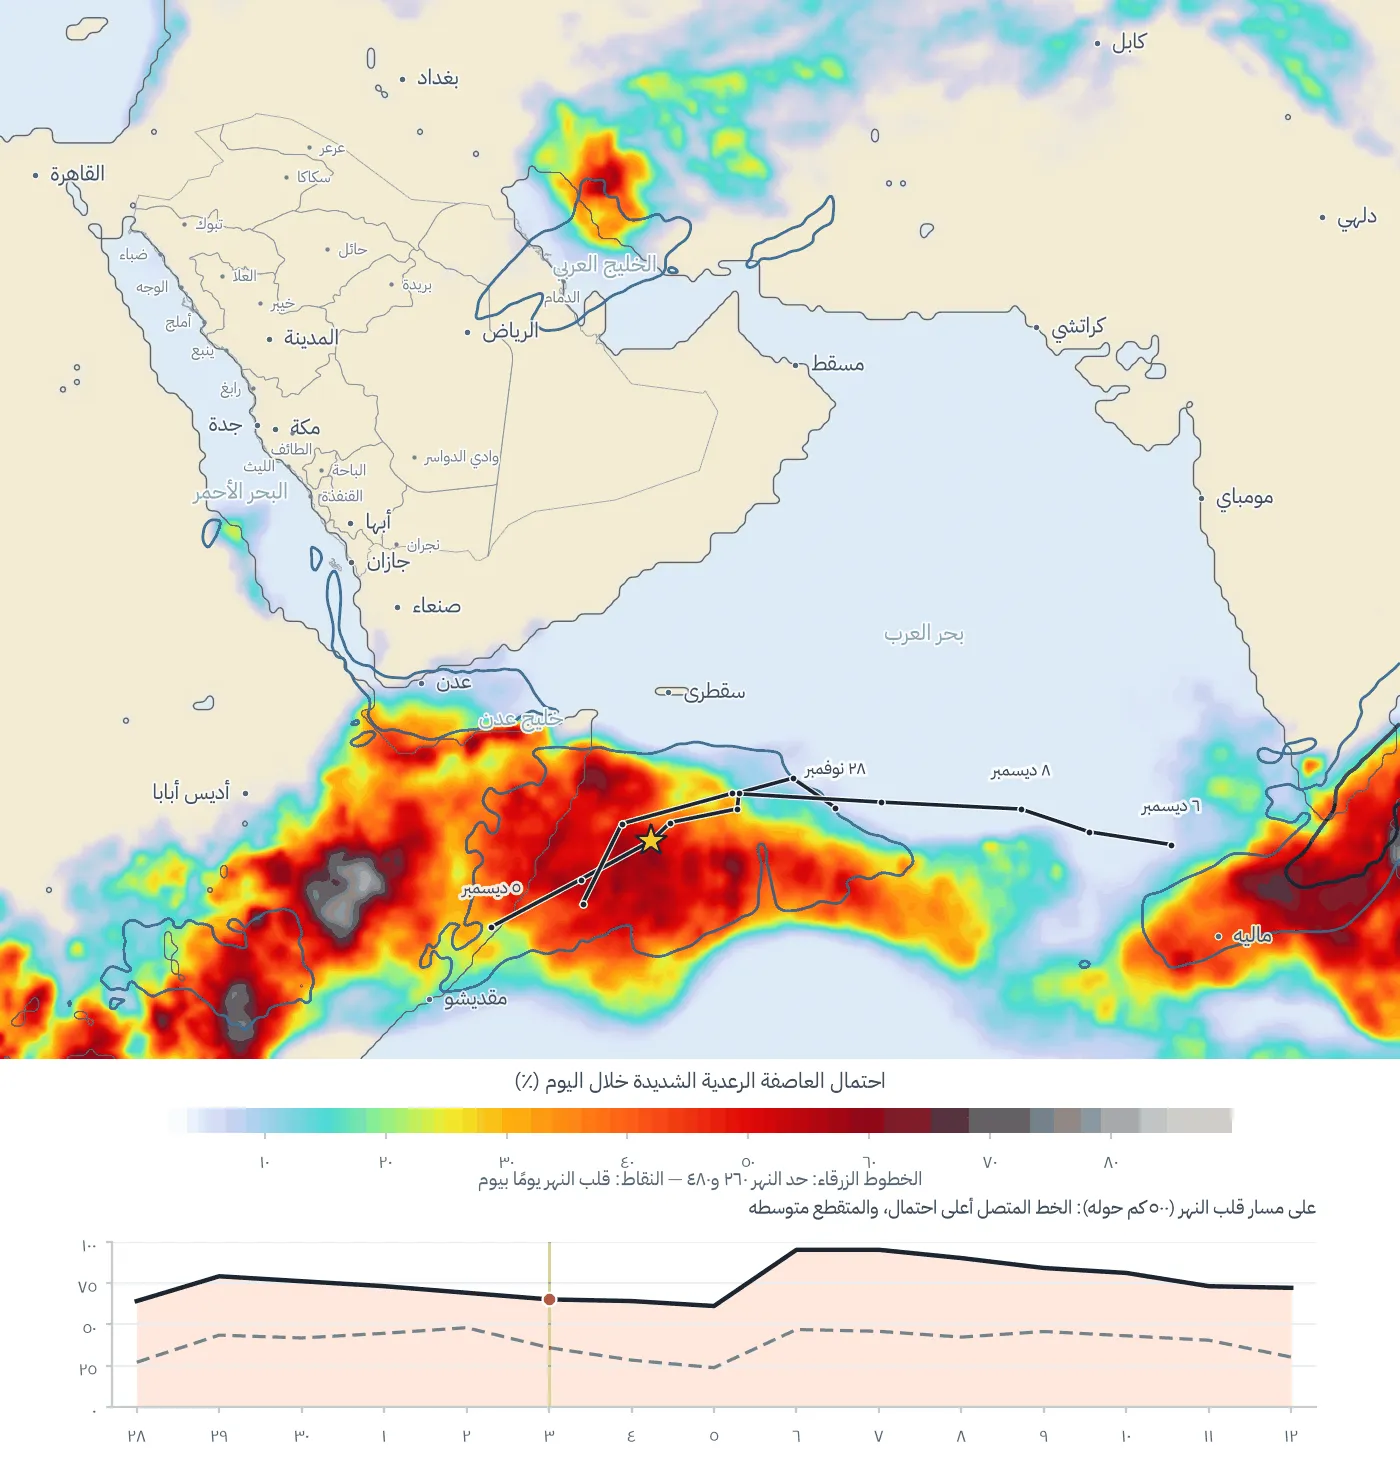 كابل
بغداد
عرعر
القاهرة
سكاكا
دلهي
تبوك
حائل
ضباء
الخليج العربي
العلا
بريدة
الوجه
الدمام
خيبر
أملج
كراتشي
الرياض
المدينة
ينبع
مسقط
رابغ
جدة
مكة
الطائف
وادي الدواسر
الليث
الباحة
البحر الأحمر
القنفذة
مومباي
أبها
نجران
جازان
صنعاء
بحر العرب
عدن
سقطرى
خليج عدن
٢٨ نوفمبر
٨ ديسمبر
أديس أبابا
٦ ديسمبر
٥ ديسمبر
ماليه
مقديشو
احتمال العاصفة الرعدية الشديدة خلال اليوم (٪)
١٠ ٢٠ ٣٠ ٤٠ ٥٠ ٦٠ ٧٠ ٨٠
الخطوط الزرقاء: حد النهر ٢٦٠ و٤٨٠ — النقاط: قلب النهر يومًا بيوم
على مسار قلب النهر (٥٠٠ كم حوله): الخط المتصل أعلى احتمال، والمتقطع متوسطه
١٠٠
٧٥
٥٠
٢٥
٠
٢٨ ٢٩ ٣٠ ١ ٢ ٣ ٤ ٥ ٦ ٧ ٨ ٩ ١٠ ١١ ١٢